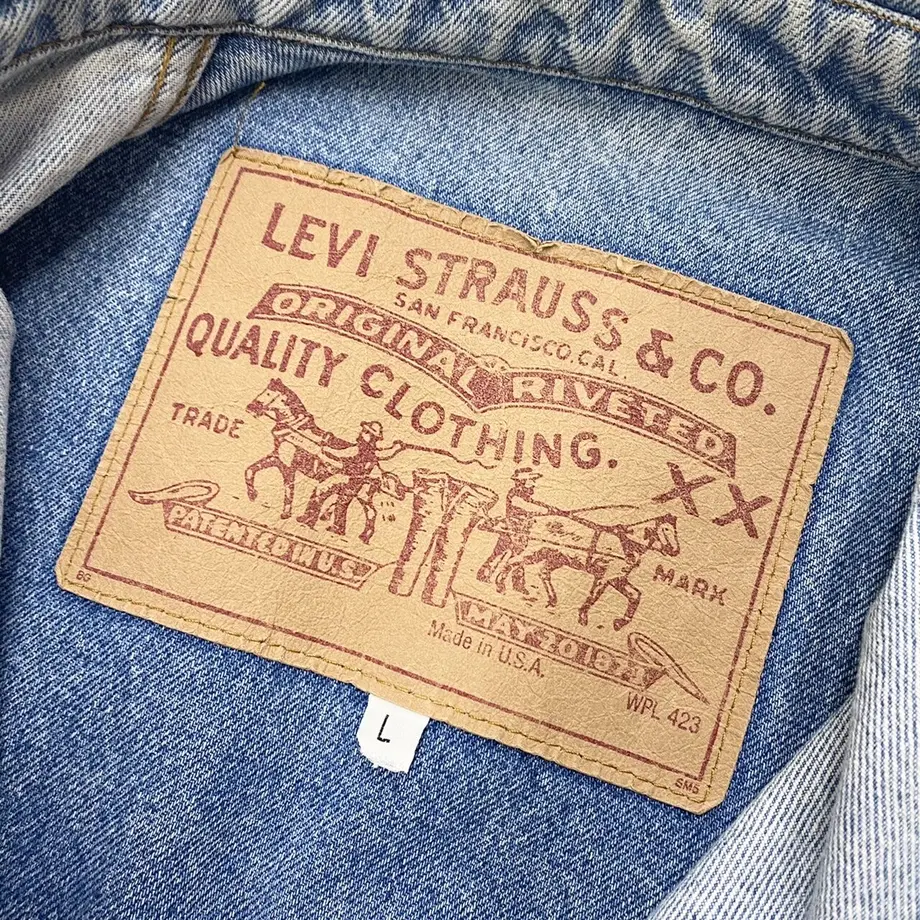 LEVI STRAUSS & CO.
SAN FRANCISCO, CAL.
ORIGINAL RIVETED
QUALITY CLOTHING.
TRADE
XX
MARK
PATENTED IN U.S.
MAY 20 1873
Made in U.S.A.
WPL 423
SM5
L